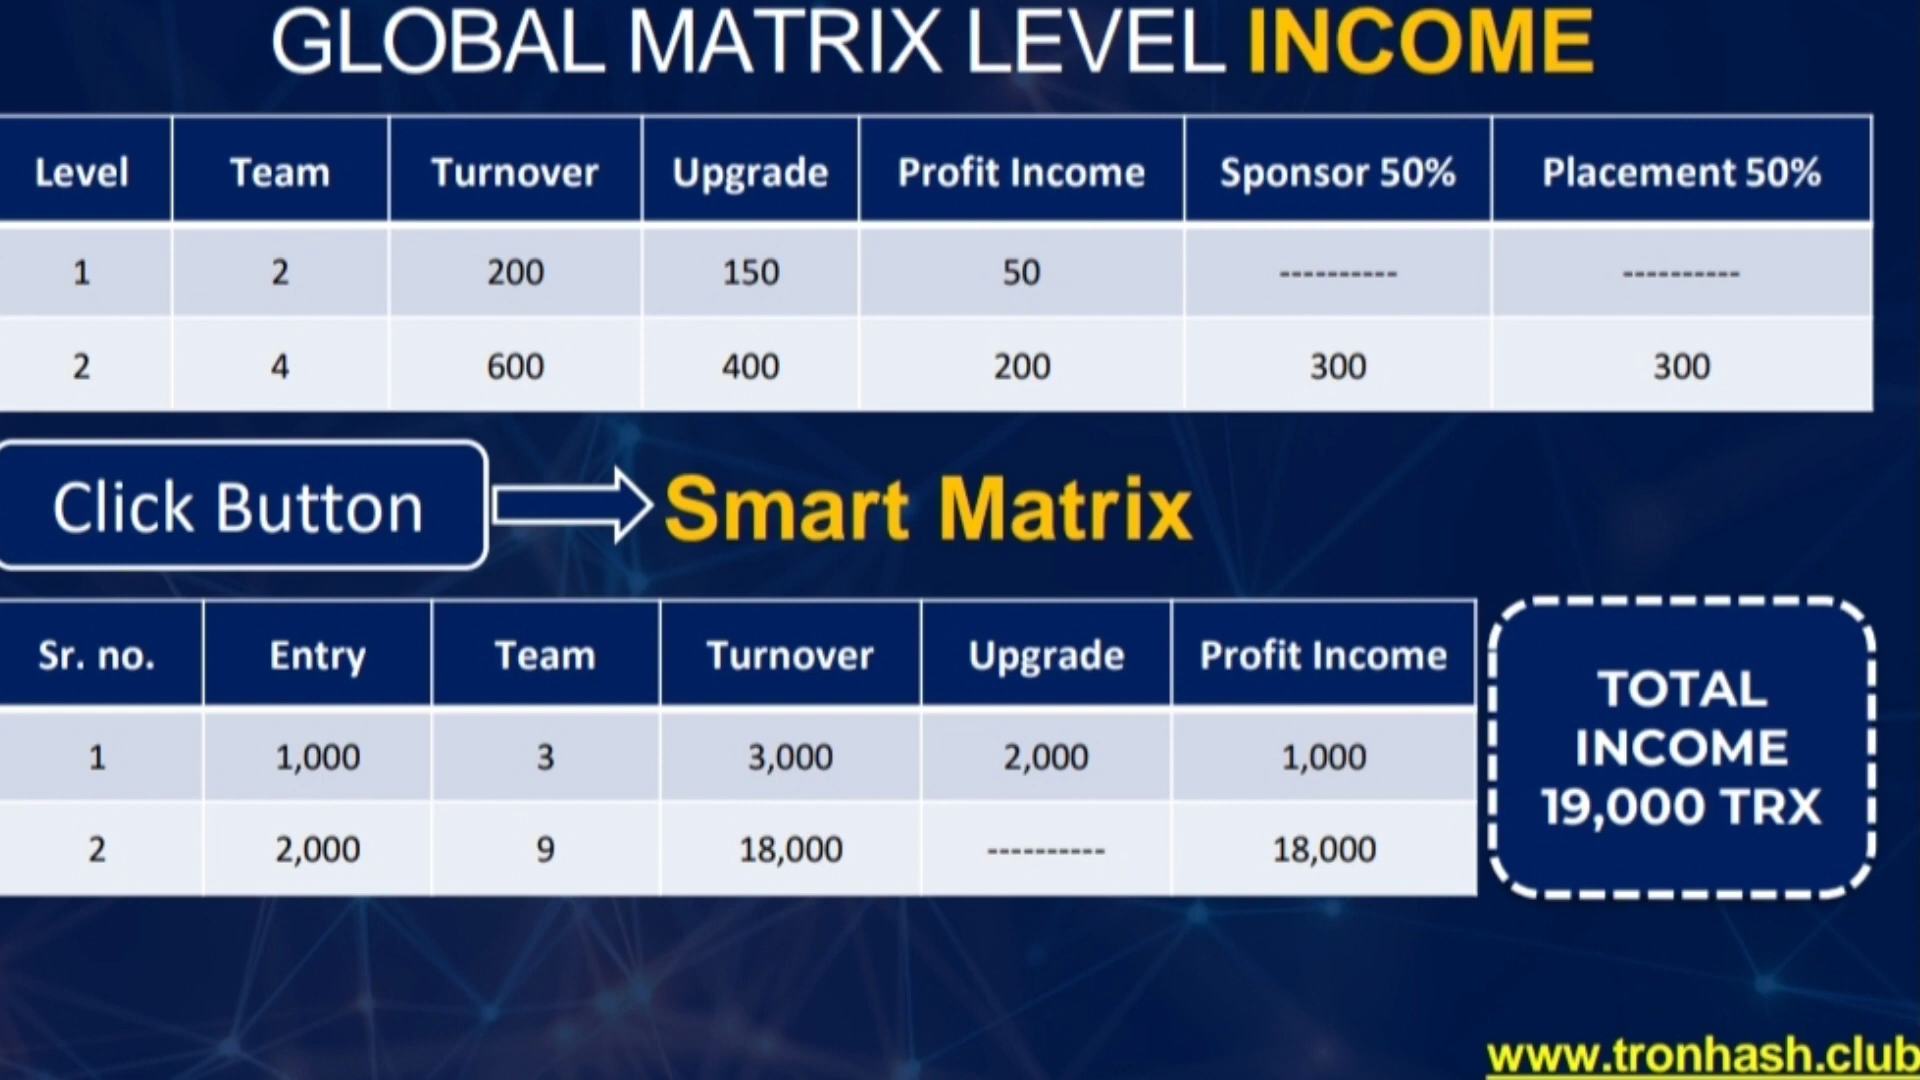 GLOBAL MATRIX LEVEL INCOME
Level Team Turnover Upgrade Profit Income Sponsor 50% Placement 50%
1 2 200 150 50 ---------- ----------
2 4 600 400 200 300 300
Click Button Smart Matrix
Sr. no. Entry Team Turnover Upgrade Profit Income
1 1,000 3 3,000 2,000 1,000
2 2,000 9 18,000 ---------- 18,000
TOTAL
INCOME
19,000 TRX
www.tronhash.club